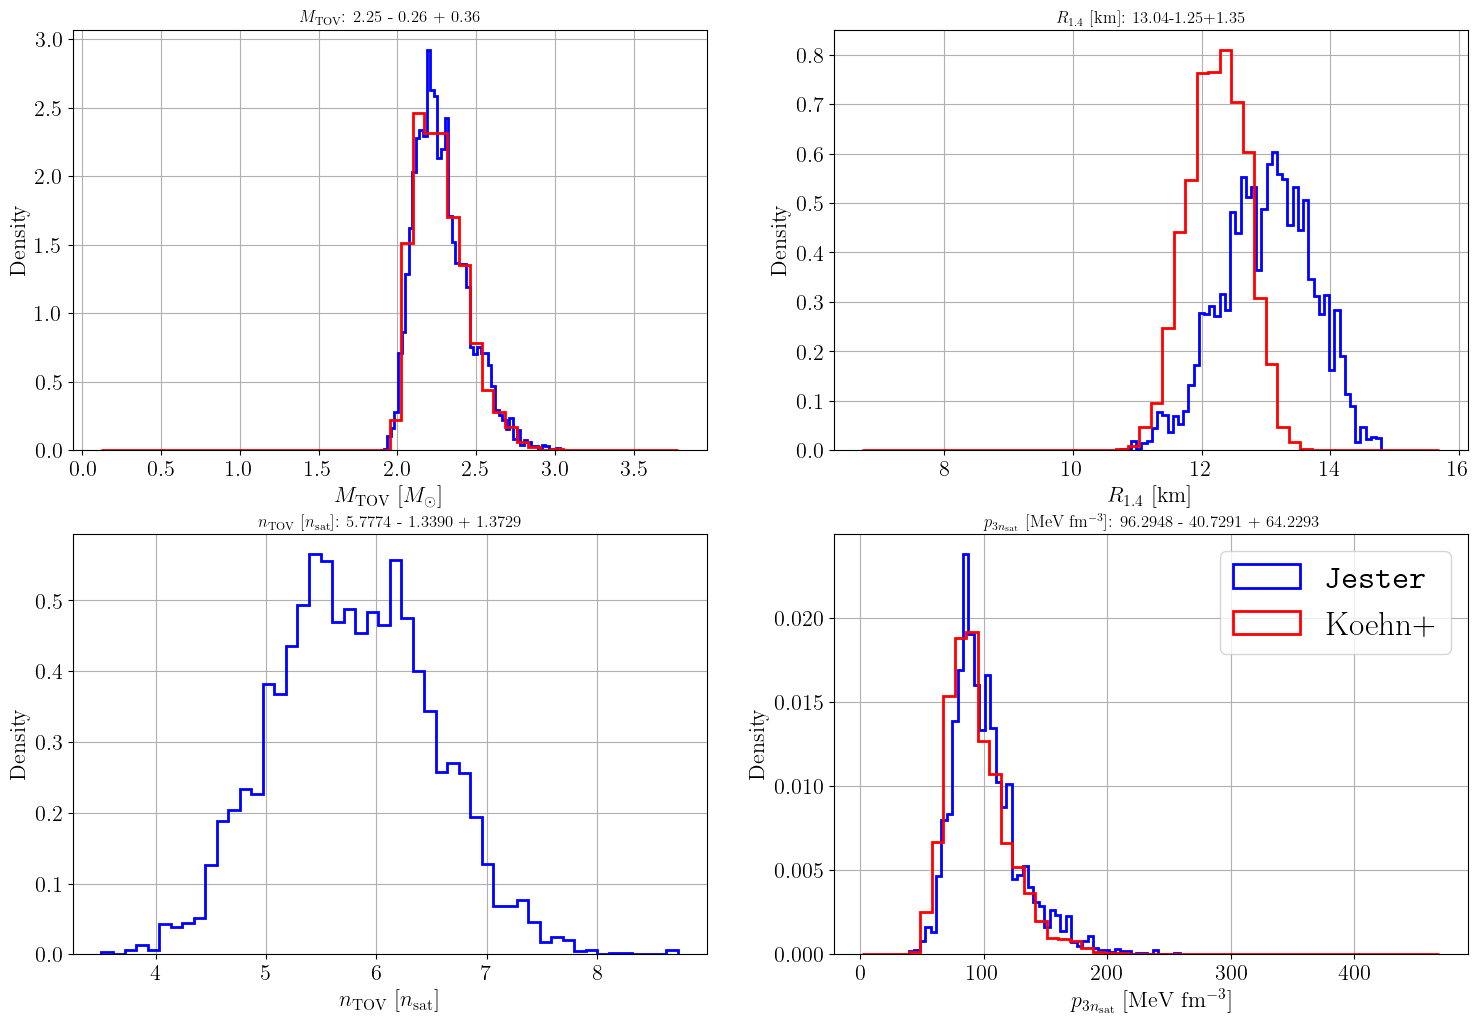 M_TOV: 2.25 - 0.26 + 0.36
3.0
2.5
2.0
1.5
1.0
0.5
0.0
Density
0.0 0.5 1.0 1.5 2.0 2.5 3.0 3.5
M_TOV [M_⊙]
R_1.4 [km]: 13.04-1.25+1.35
0.8
0.7
0.6
0.5
0.4
0.3
0.2
0.1
0.0
Density
8 10 12 14 16
R_1.4 [km]
n_TOV [n_sat]: 5.7774 - 1.3390 + 1.3729
0.5
0.4
0.3
0.2
0.1
0.0
Density
4 5 6 7 8
n_TOV [n_sat]
p_3n_sat [MeV fm⁻³]: 96.2948 - 40.7291 + 64.2293
Jester
Koehn+
0.020
0.015
0.010
0.005
0.000
Density
0 100 200 300 400
p_3n_sat [MeV fm⁻³]